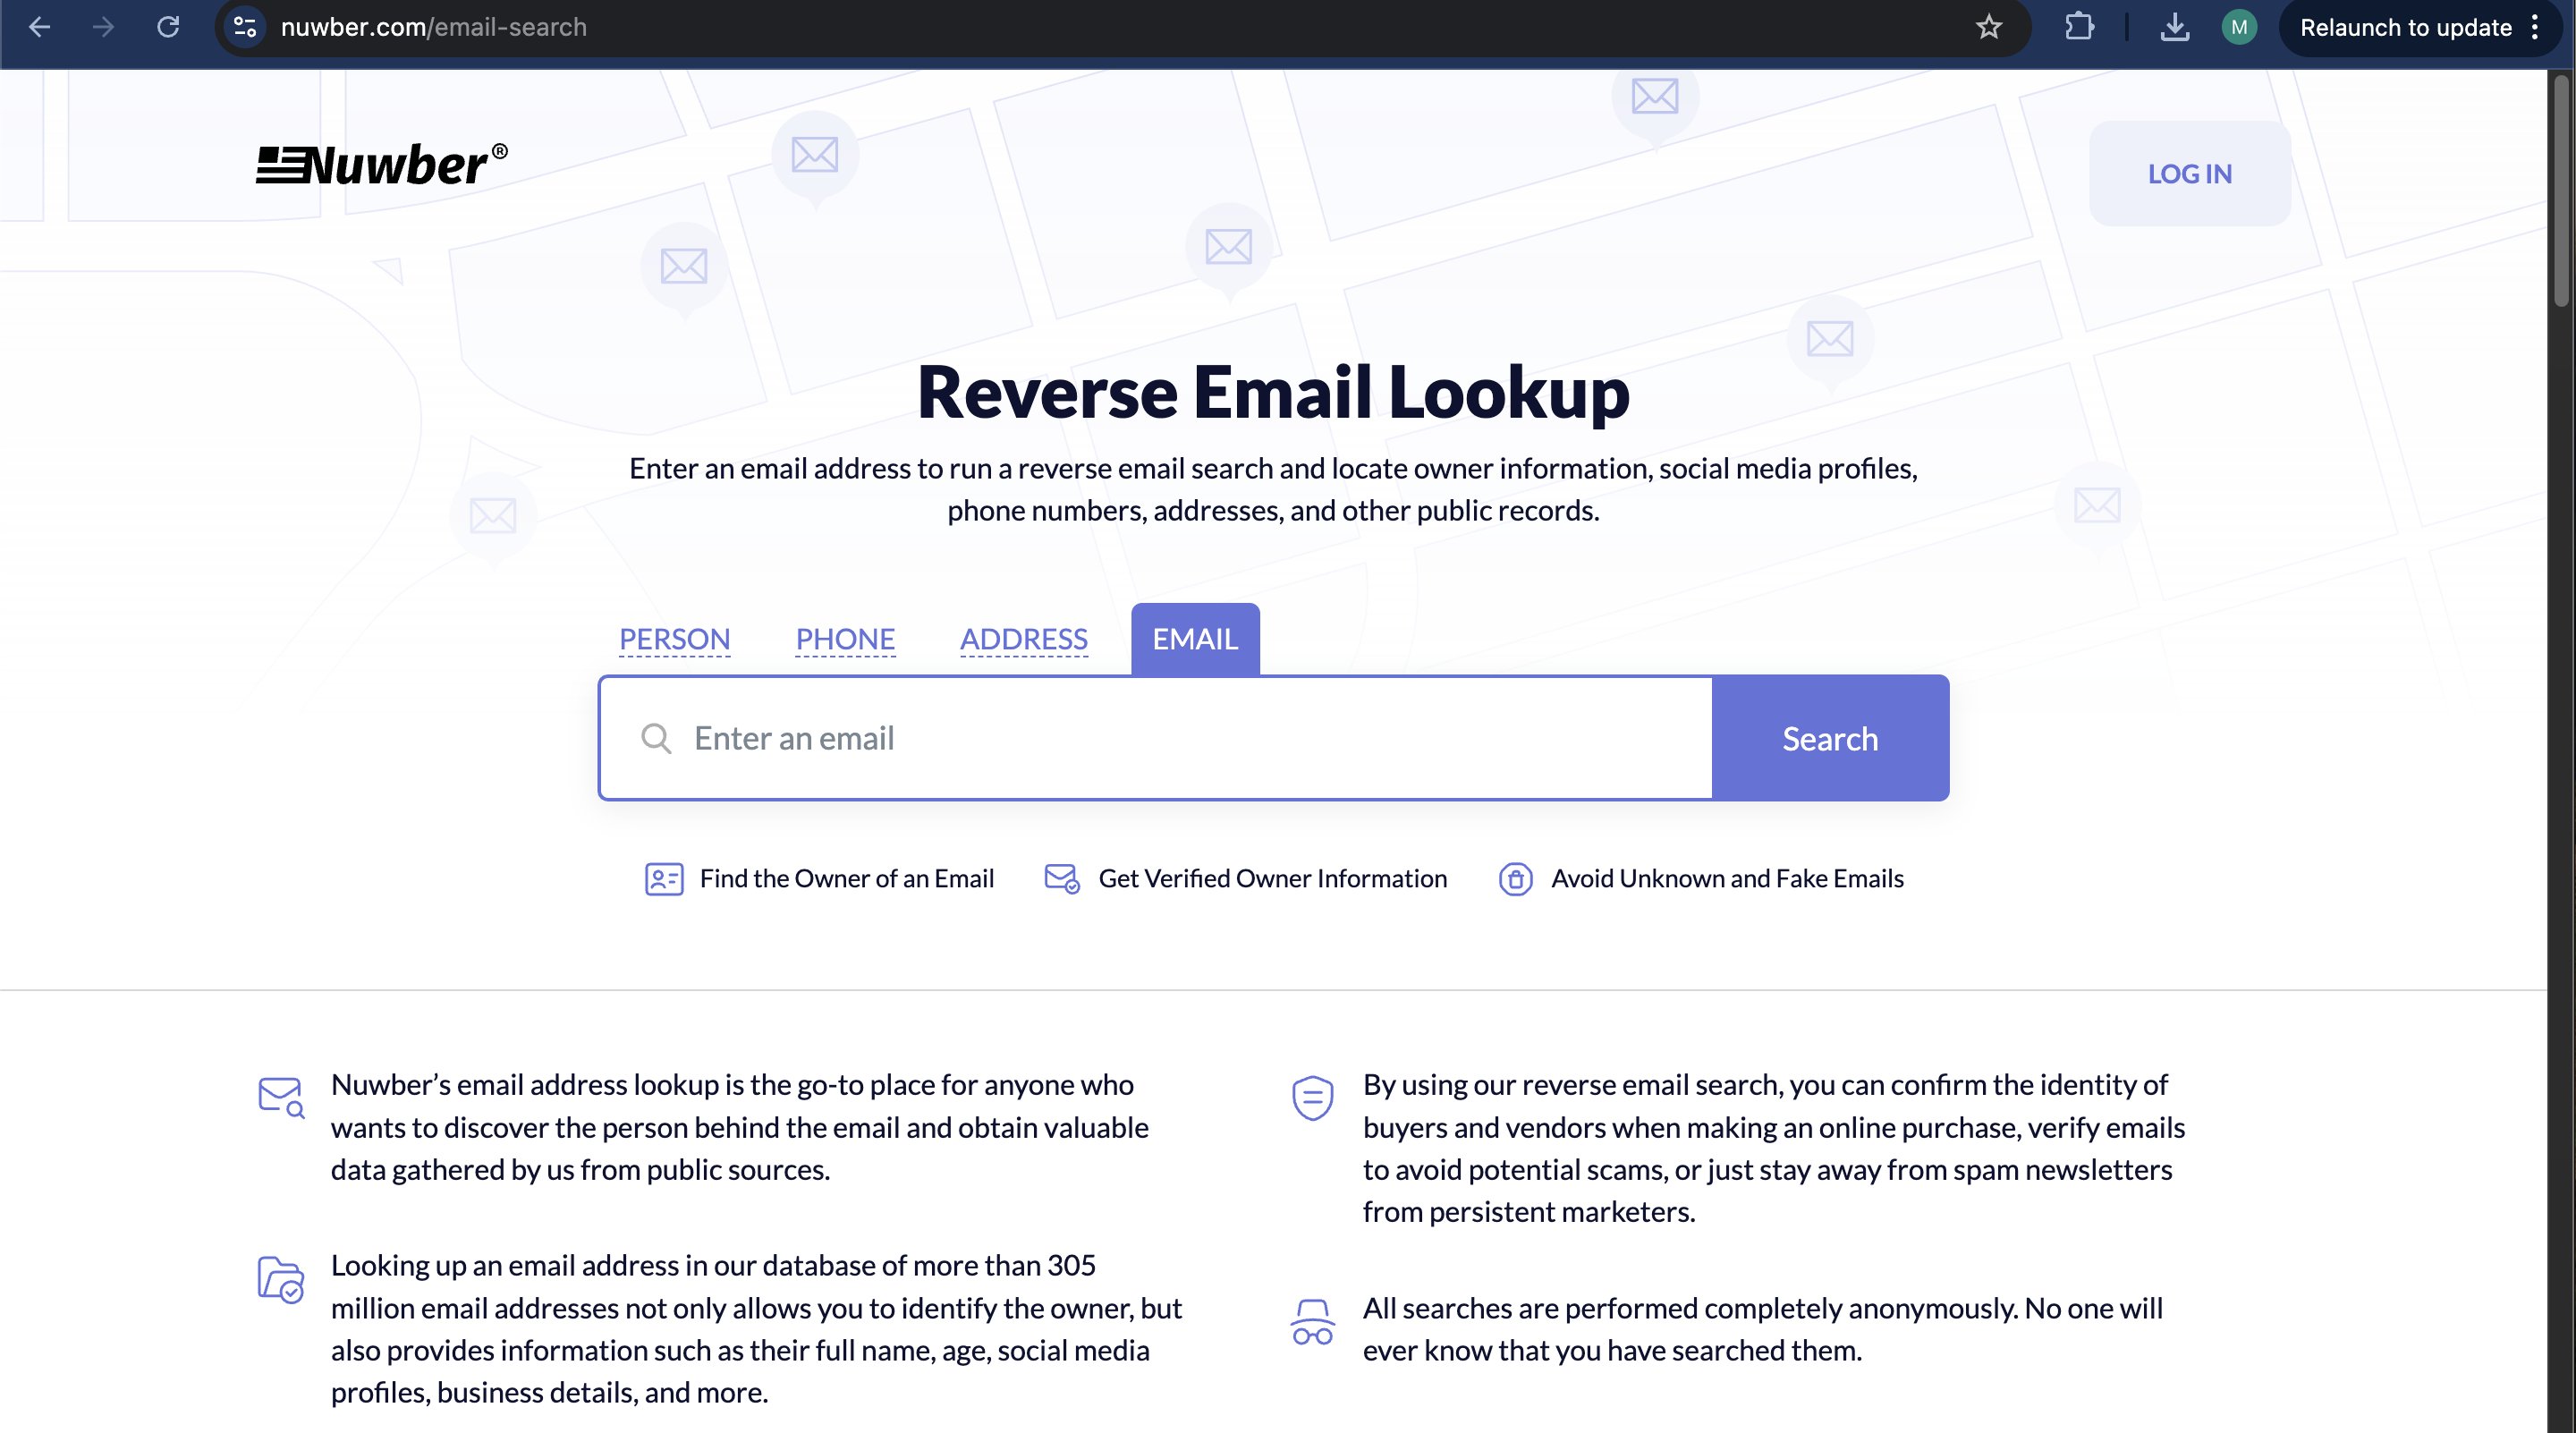 nuwber.com/email-search
M
Relaunch to update
Nuwber®
LOG IN
Reverse Email Lookup
Enter an email address to run a reverse email search and locate owner information, social media profiles,
phone numbers, addresses, and other public records.
PERSON PHONE ADDRESS EMAIL
Enter an email
Search
Find the Owner of an Email
Get Verified Owner Information
Avoid Unknown and Fake Emails
Nuwber’s email address lookup is the go-to place for anyone who
wants to discover the person behind the email and obtain valuable
data gathered by us from public sources.
By using our reverse email search, you can confirm the identity of
buyers and vendors when making an online purchase, verify emails
to avoid potential scams, or just stay away from spam newsletters
from persistent marketers.
Looking up an email address in our database of more than 305
million email addresses not only allows you to identify the owner, but
also provides information such as their full name, age, social media
profiles, business details, and more.
All searches are performed completely anonymously. No one will
ever know that you have searched them.